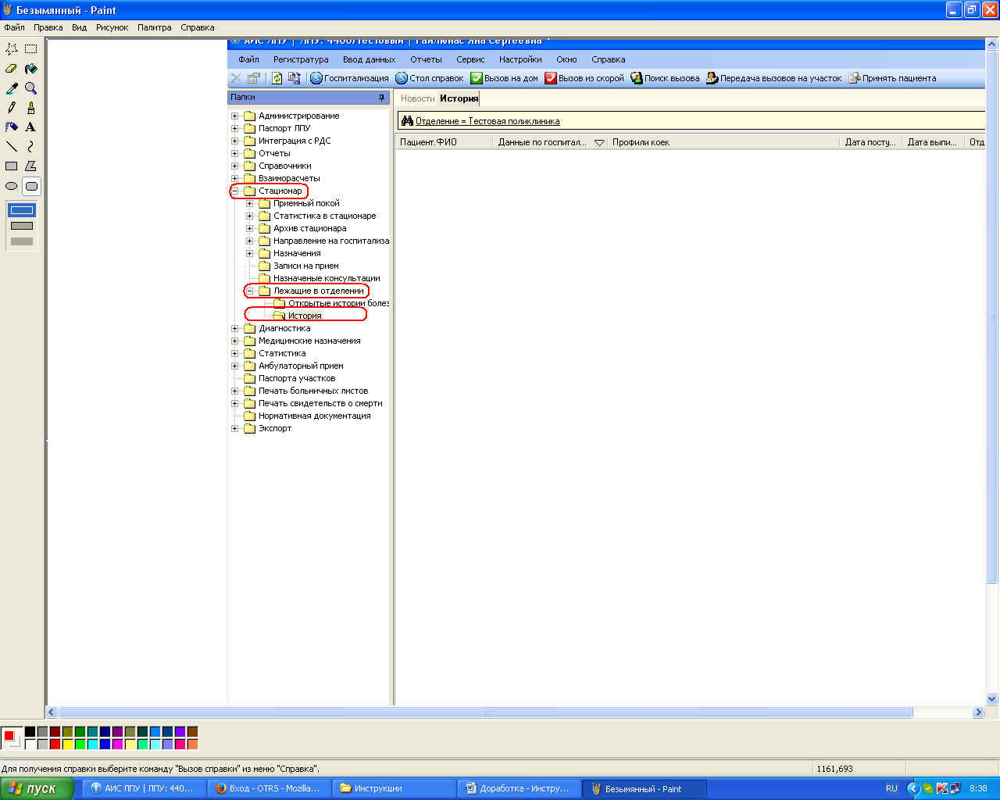 Безымянный - Paint
Файл Правка Вид Рисунок Палитра Справка
АИС ЛПУ | ЛПУ: 4400/Тестовый | Гайлюнас Яна Сергеевна
Файл Регистратура Ввод данных Отчеты Сервис Настройки Окно Справка
Госпитализация Стол справок Вызов на дом Вызов из скорой Поиск вызова Передача вызовов на участок Принять пациента
Папки
Новости История
Отделение = Тестовая поликлиника
Пациент.ФИО Данные по госпитал... Профили коек Дата посту... Дата выпи... Отд
Администрирование
Паспорт ЛПУ
Интеграция с РДС
Отчеты
Справочники
Взаиморасчеты
Стационар
Приемный покой
Статистика в стационаре
Архив стационара
Направление на госпитализа
Назначения
Записи на прием
Назначеные консультации
Лежащие в отделении
Открытые истории болез
История
Диагностика
Медицинские назначения
Статистика
Амбулаторный прием
Паспорта участков
Печать больничных листов
Печать свидетельств о смерти
Нормативная документация
Экспорт
Для получения справки выберите команду "Вызов справки" из меню "Справка".
1161,693
пуск АИС ЛПУ | ЛПУ: 440... Вход - OTRS - Mozilla... Инструкции Доработка - Инстру... Безымянный - Paint RU 8:38